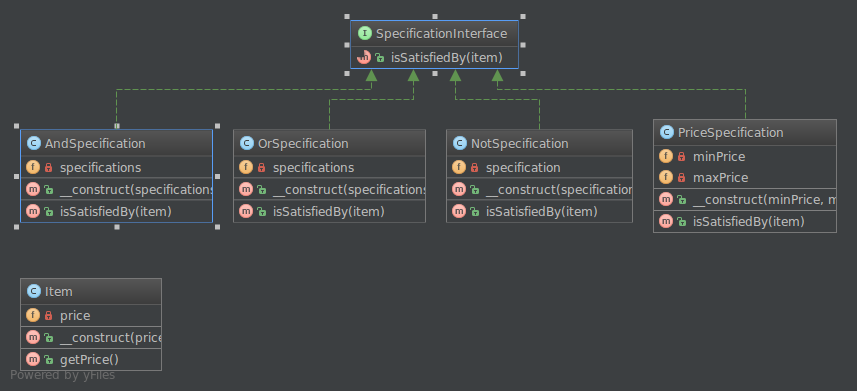 SpecificationInterface
isSatisfiedBy(item)
AndSpecification
specifications
__construct(specifications
isSatisfiedBy(item)
OrSpecification
specifications
__construct(specifications
isSatisfiedBy(item)
NotSpecification
specification
__construct(specification
isSatisfiedBy(item)
PriceSpecification
minPrice
maxPrice
__construct(minPrice, m
isSatisfiedBy(item)
Item
price
__construct(price
getPrice()
Powered by yFiles